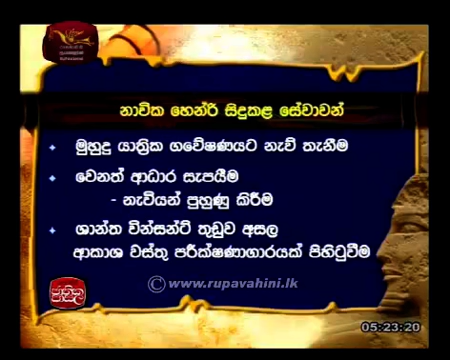 නාවික හෙන්රි සිදුකළ සේවාවන්
මුහුදු යාත්‍රික ගවේෂණයට නැව් තැනීම
වෙනත් ආධාර සැපයීම
- නැවියන් පුහුණු කිරීම
ශාන්ත වින්සන්ට් තුඩුව අසල
ආකාශ වස්තු පරීක්ෂණාගාරයක් පිහිටුවීම
© www.rupavahini.lk
05:23:20